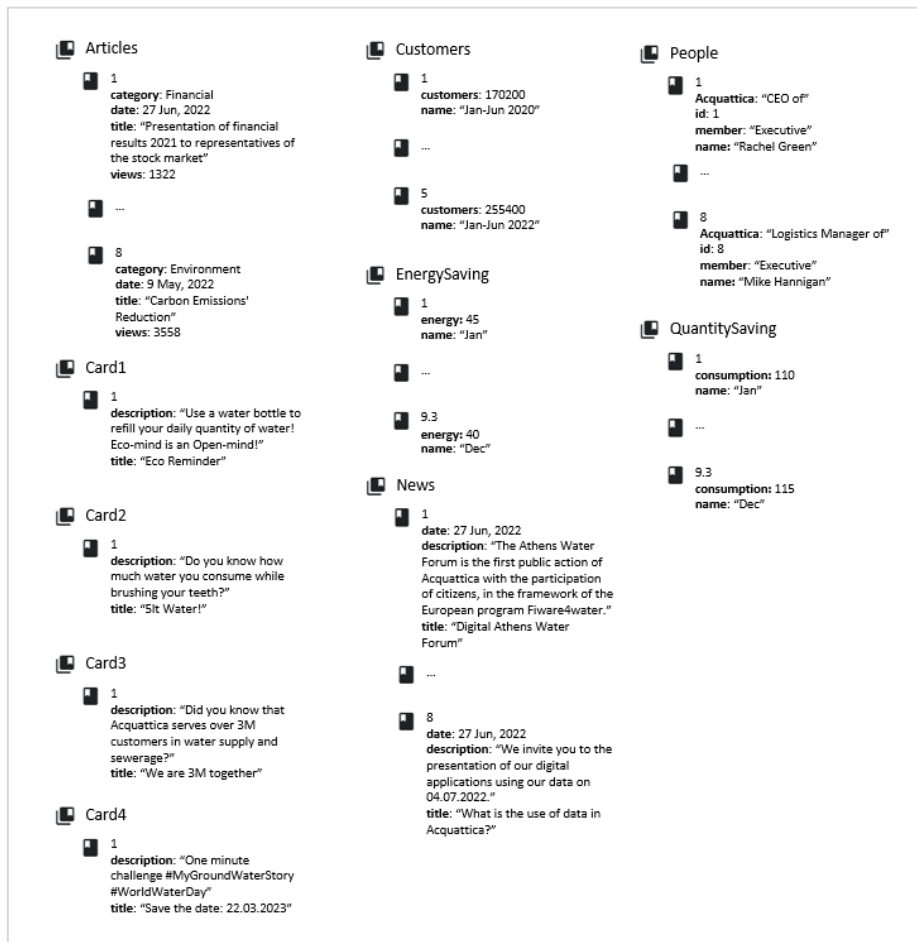 Articles
1
category: Financial
date: 27 Jun, 2022
title: “Presentation of financial
results 2021 to representatives of
the stock market”
views: 1322
...
8
category: Environment
date: 9 May, 2022
title: “Carbon Emissions'
Reduction”
views: 3558
Card1
1
description: “Use a water bottle to
refill your daily quantity of water!
Eco-mind is an Open-mind!”
title: “Eco Reminder”
Card2
1
description: “Do you know how
much water you consume while
brushing your teeth?”
title: “5lt Water!”
Card3
1
description: “Did you know that
Acquattica serves over 3M
customers in water supply and
sewerage?”
title: “We are 3M together”
Card4
1
description: “One minute
challenge #MyGroundWaterStory
#WorldWaterDay”
title: “Save the date: 22.03.2023”
Customers
1
customers: 170200
name: “Jan-Jun 2020”
...
5
customers: 255400
name: “Jan-Jun 2022”
EnergySaving
1
energy: 45
name: “Jan”
...
9.3
energy: 40
name: “Dec”
News
1
date: 27 Jun, 2022
description: “The Athens Water
Forum is the first public action of
Acquattica with the participation
of citizens, in the framework of the
European program Fiware4water.”
title: “Digital Athens Water
Forum”
...
8
date: 27 Jun, 2022
description: “We invite you to the
presentation of our digital
applications using our data on
04.07.2022.”
title: “What is the use of data in
Acquattica?”
People
1
Acquattica: “CEO of”
id: 1
member: “Executive”
name: “Rachel Green”
...
8
Acquattica: “Logistics Manager of”
id: 8
member: “Executive”
name: “Mike Hannigan”
QuantitySaving
1
consumption: 110
name: “Jan”
...
9.3
consumption: 115
name: “Dec”